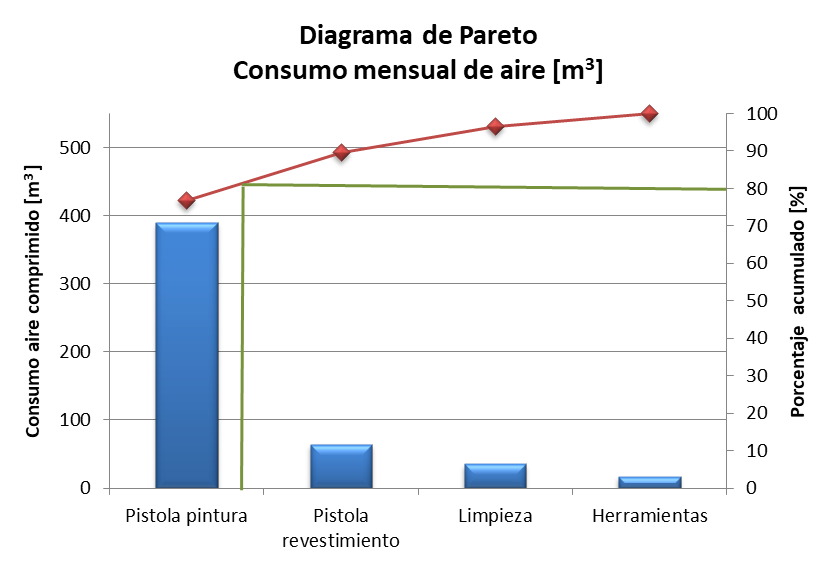 Diagrama de Pareto
Consumo mensual de aire [m³]
Consumo aire comprimido [m³]
500
400
300
200
100
0
100
90
80
70
60
50
40
30
20
10
0
Porcentaje acumulado [%]
Pistola pintura
Pistola
revestimiento
Limpieza
Herramientas